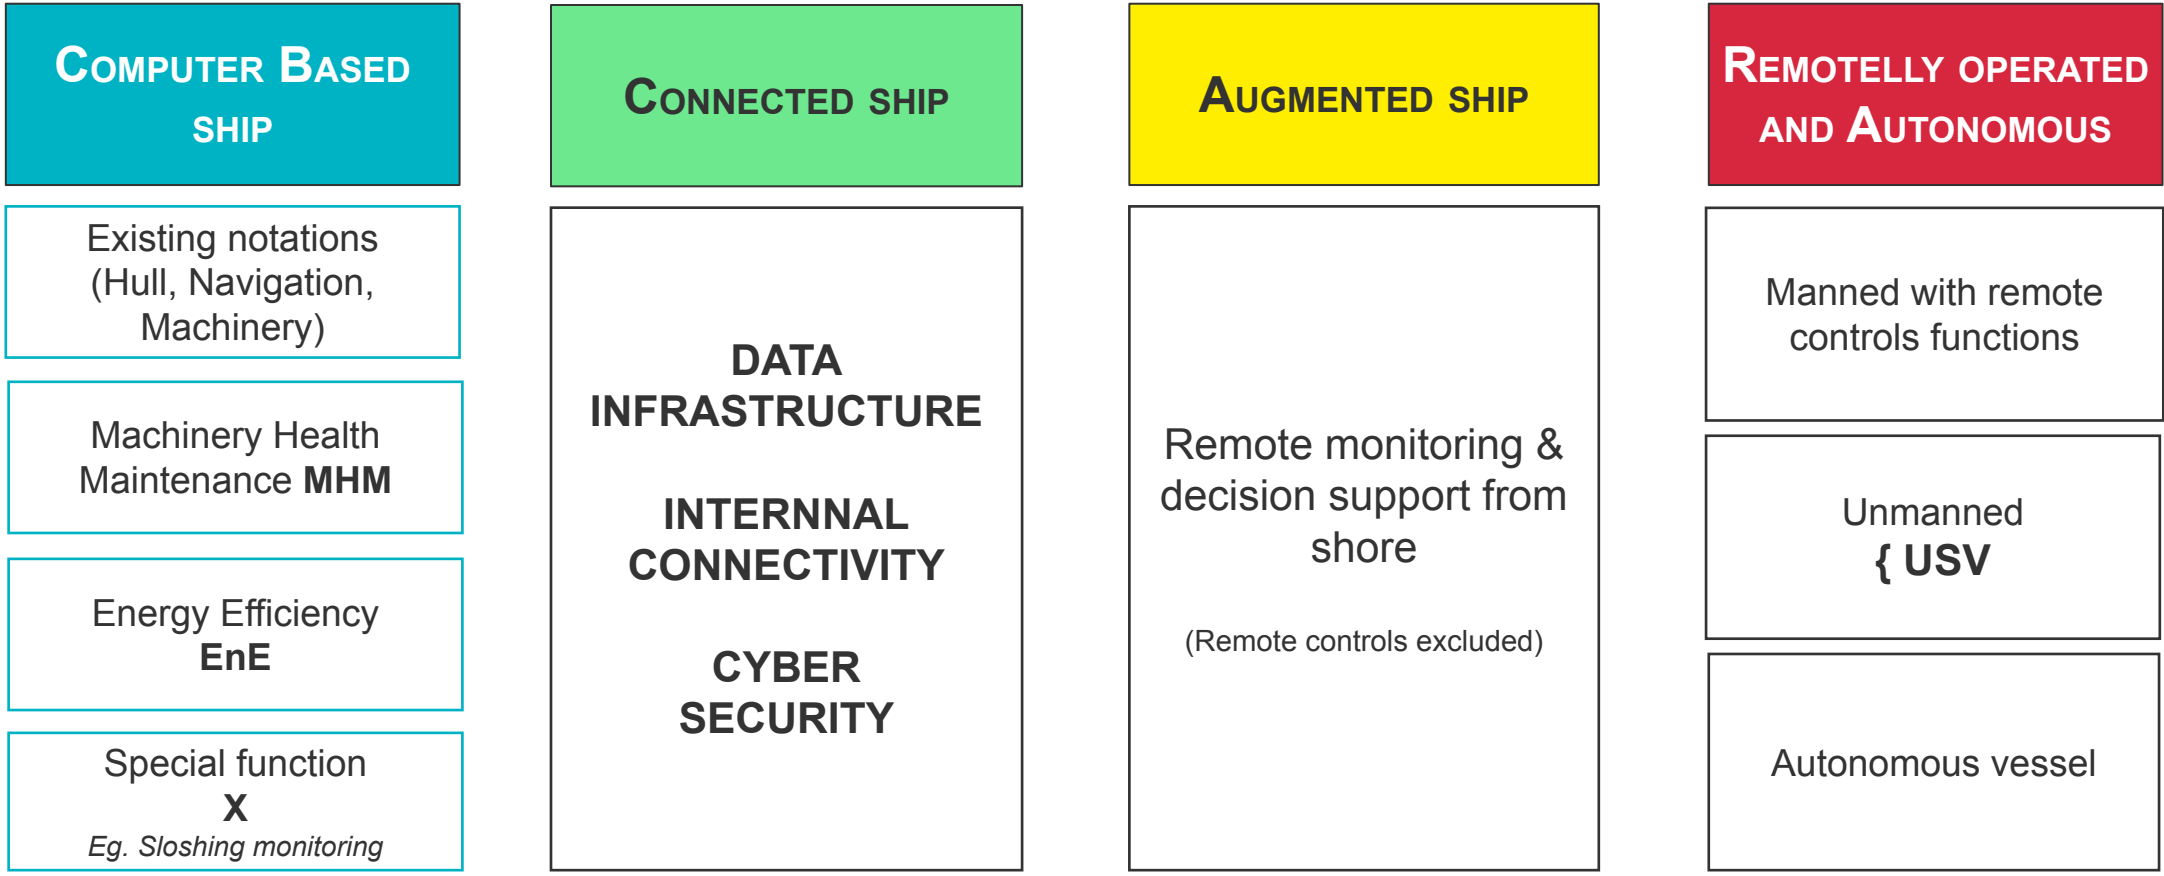 COMPUTER BASED
SHIP
Existing notations
(Hull, Navigation,
Machinery)
Machinery Health
Maintenance MHM
Energy Efficiency
EnE
Special function
X
Eg. Sloshing monitoring
CONNECTED SHIP
DATA
INFRASTRUCTURE
INTERNNAL
CONNECTIVITY
CYBER
SECURITY
AUGMENTED SHIP
Remote monitoring &
decision support from
shore
(Remote controls excluded)
REMOTELLY OPERATED
AND AUTONOMOUS
Manned with remote
controls functions
Unmanned
{ USV
Autonomous vessel